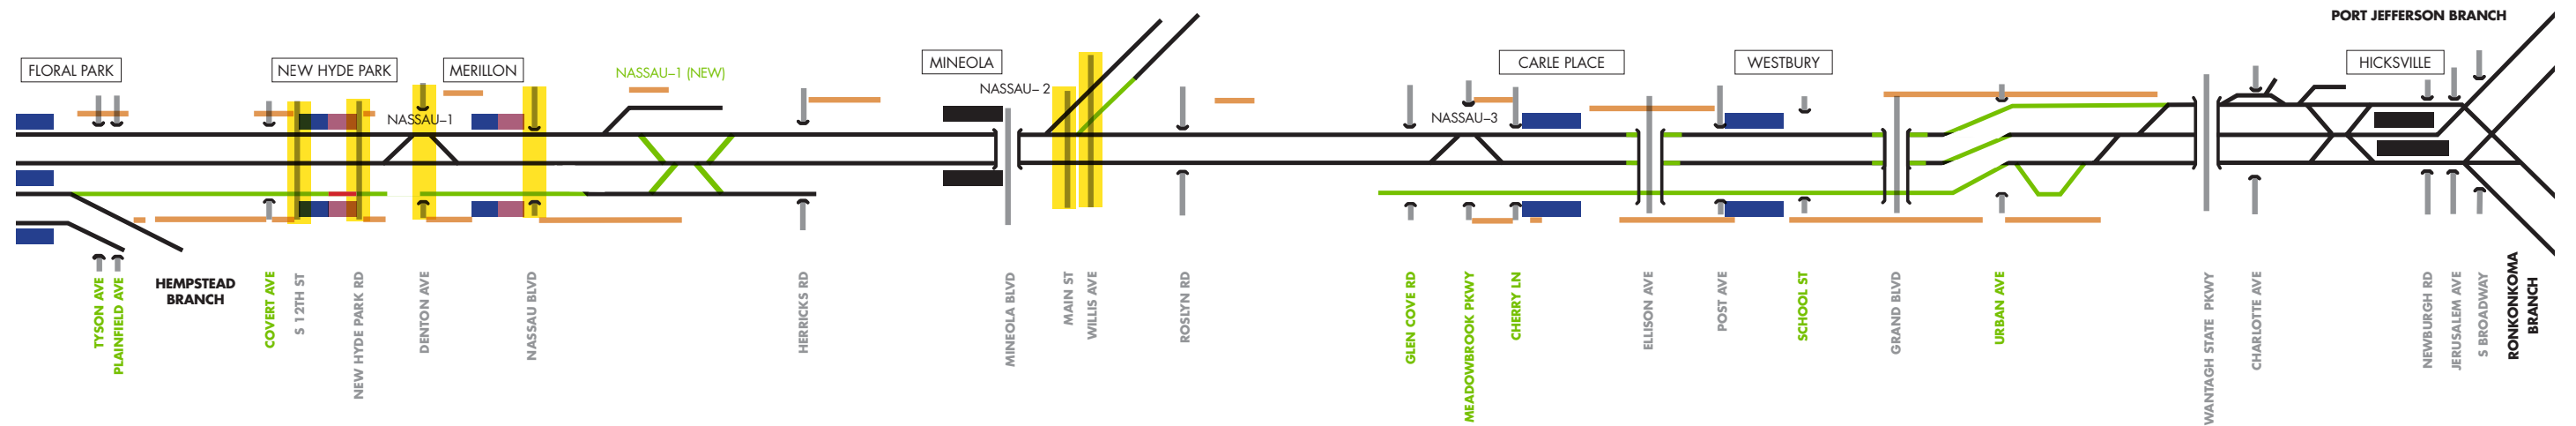 PORT JEFFERSON BRANCH
FLORAL PARK
NEW HYDE PARK
MERILLON
NASSAU–1 (NEW)
MINEOLA
CARLE PLACE
WESTBURY
HICKSVILLE
NASSAU– 2
NASSAU–1
NASSAU–3
HEMPSTEAD
BRANCH
TYSON AVE
PLAINFIELD AVE
COVERT AVE
S 12TH ST
NEW HYDE PARK RD
DENTON AVE
NASSAU BLVD
HERRICKS RD
MINEOLA BLVD
MAIN ST
WILLIS AVE
ROSLYN RD
GLEN COVE RD
MEADOWBROOK PKWY
CHERRY LN
ELLISON AVE
POST AVE
SCHOOL ST
GRAND BLVD
URBAN AVE
WANTAGH STATE PKWY
CHARLOTTE AVE
NEWBURGH RD
JERUSALEM AVE
S BROADWAY
RONKONKOMA
BRANCH